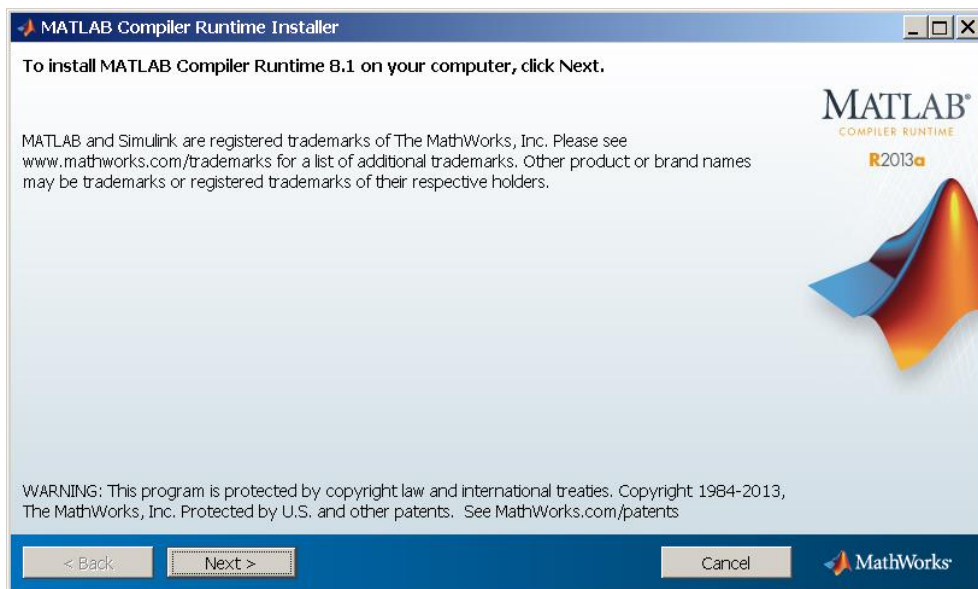 MATLAB Compiler Runtime Installer
To install MATLAB Compiler Runtime 8.1 on your computer, click Next.
MATLAB®
COMPILER RUNTIME
R2013a
MATLAB and Simulink are registered trademarks of The MathWorks, Inc. Please see
www.mathworks.com/trademarks for a list of additional trademarks. Other product or brand names
may be trademarks or registered trademarks of their respective holders.
WARNING: This program is protected by copyright law and international treaties. Copyright 1984-2013,
The MathWorks, Inc. Protected by U.S. and other patents.  See MathWorks.com/patents
< Back
Next >
Cancel
MathWorks®